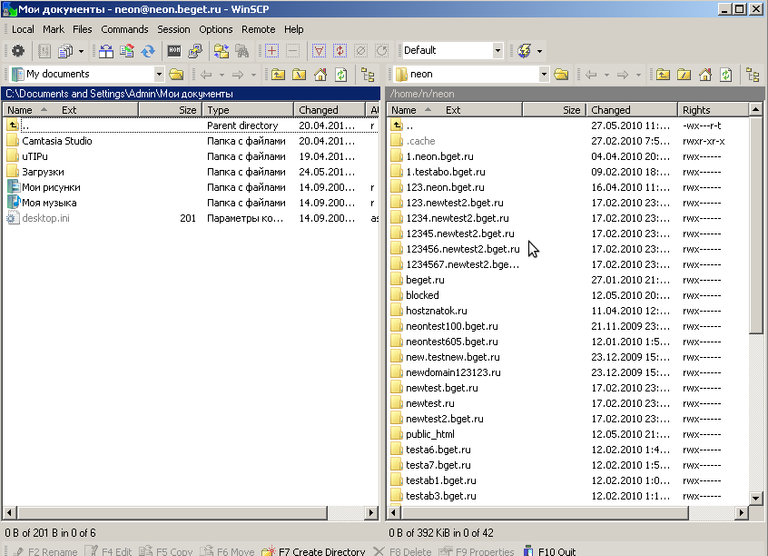 Мои документы - neon@neon.beget.ru - WinSCP
Local Mark Files Commands Session Options Remote Help
Default
My documents
neon
C:\Documents and Settings\Admin\Мои документы
/home/n/neon
Name Ext Size Type Changed
Name Ext Size Changed Rights
.. Parent directory 20.04.201... r
Camtasia Studio Папка с файлами 20.04.201...
uTIPu Папка с файлами 19.04.201...
Загрузки Папка с файлами 24.05.201...
Мои рисунки Папка с файлами 14.09.200... r
Моя музыка Папка с файлами 14.09.200... r
desktop.ini 201 Параметры ко... 14.09.200... as
.. 27.05.2010 11:... -wx---r-t
.cache 27.02.2010 7:5... rwxr-xr-x
1.neon.bget.ru 04.04.2010 20:... rwx------
1.testabo.bget.ru 09.02.2010 18:... rwx------
123.neon.bget.ru 16.04.2010 11:... rwx------
123.newtest2.bget.ru 17.02.2010 23:... rwx------
1234.newtest2.bget.ru 17.02.2010 23:... rwx------
12345.newtest2.bget.ru 17.02.2010 23:... rwx------
123456.newtest2.bget.ru 17.02.2010 23:... rwx------
1234567.newtest2.bge... 17.02.2010 23:... rwx------
beget.ru 27.01.2010 21:... rwx------
blocked 12.05.2010 20:... rwx------
hostznatok.ru 11.04.2010 12:... rwx------
neontest100.bget.ru 21.11.2009 23:... rwx------
neontest605.bget.ru 12.01.2010 1:5... rwx------
new.testnew.bget.ru 23.12.2009 15:... rwx------
newdomain123123.ru 23.12.2009 15:... rwx------
newtest.bget.ru 17.02.2010 23:... rwx------
newtest.ru 17.02.2010 23:... rwx------
newtest2.bget.ru 17.02.2010 23:... rwx------
public_html 12.05.2010 21:... rwx------
testa6.bget.ru 12.02.2010 1:4... rwx------
testa7.bget.ru 12.02.2010 1:5... rwx------
testab1.bget.ru 12.02.2010 1:0... rwx------
testab3.bget.ru 12.02.2010 1:1... rwx------
0 B of 201 B in 0 of 6
0 B of 392 KiB in 0 of 42
F2 Rename F4 Edit F5 Copy F6 Move F7 Create Directory F8 Delete F9 Properties F10 Quit